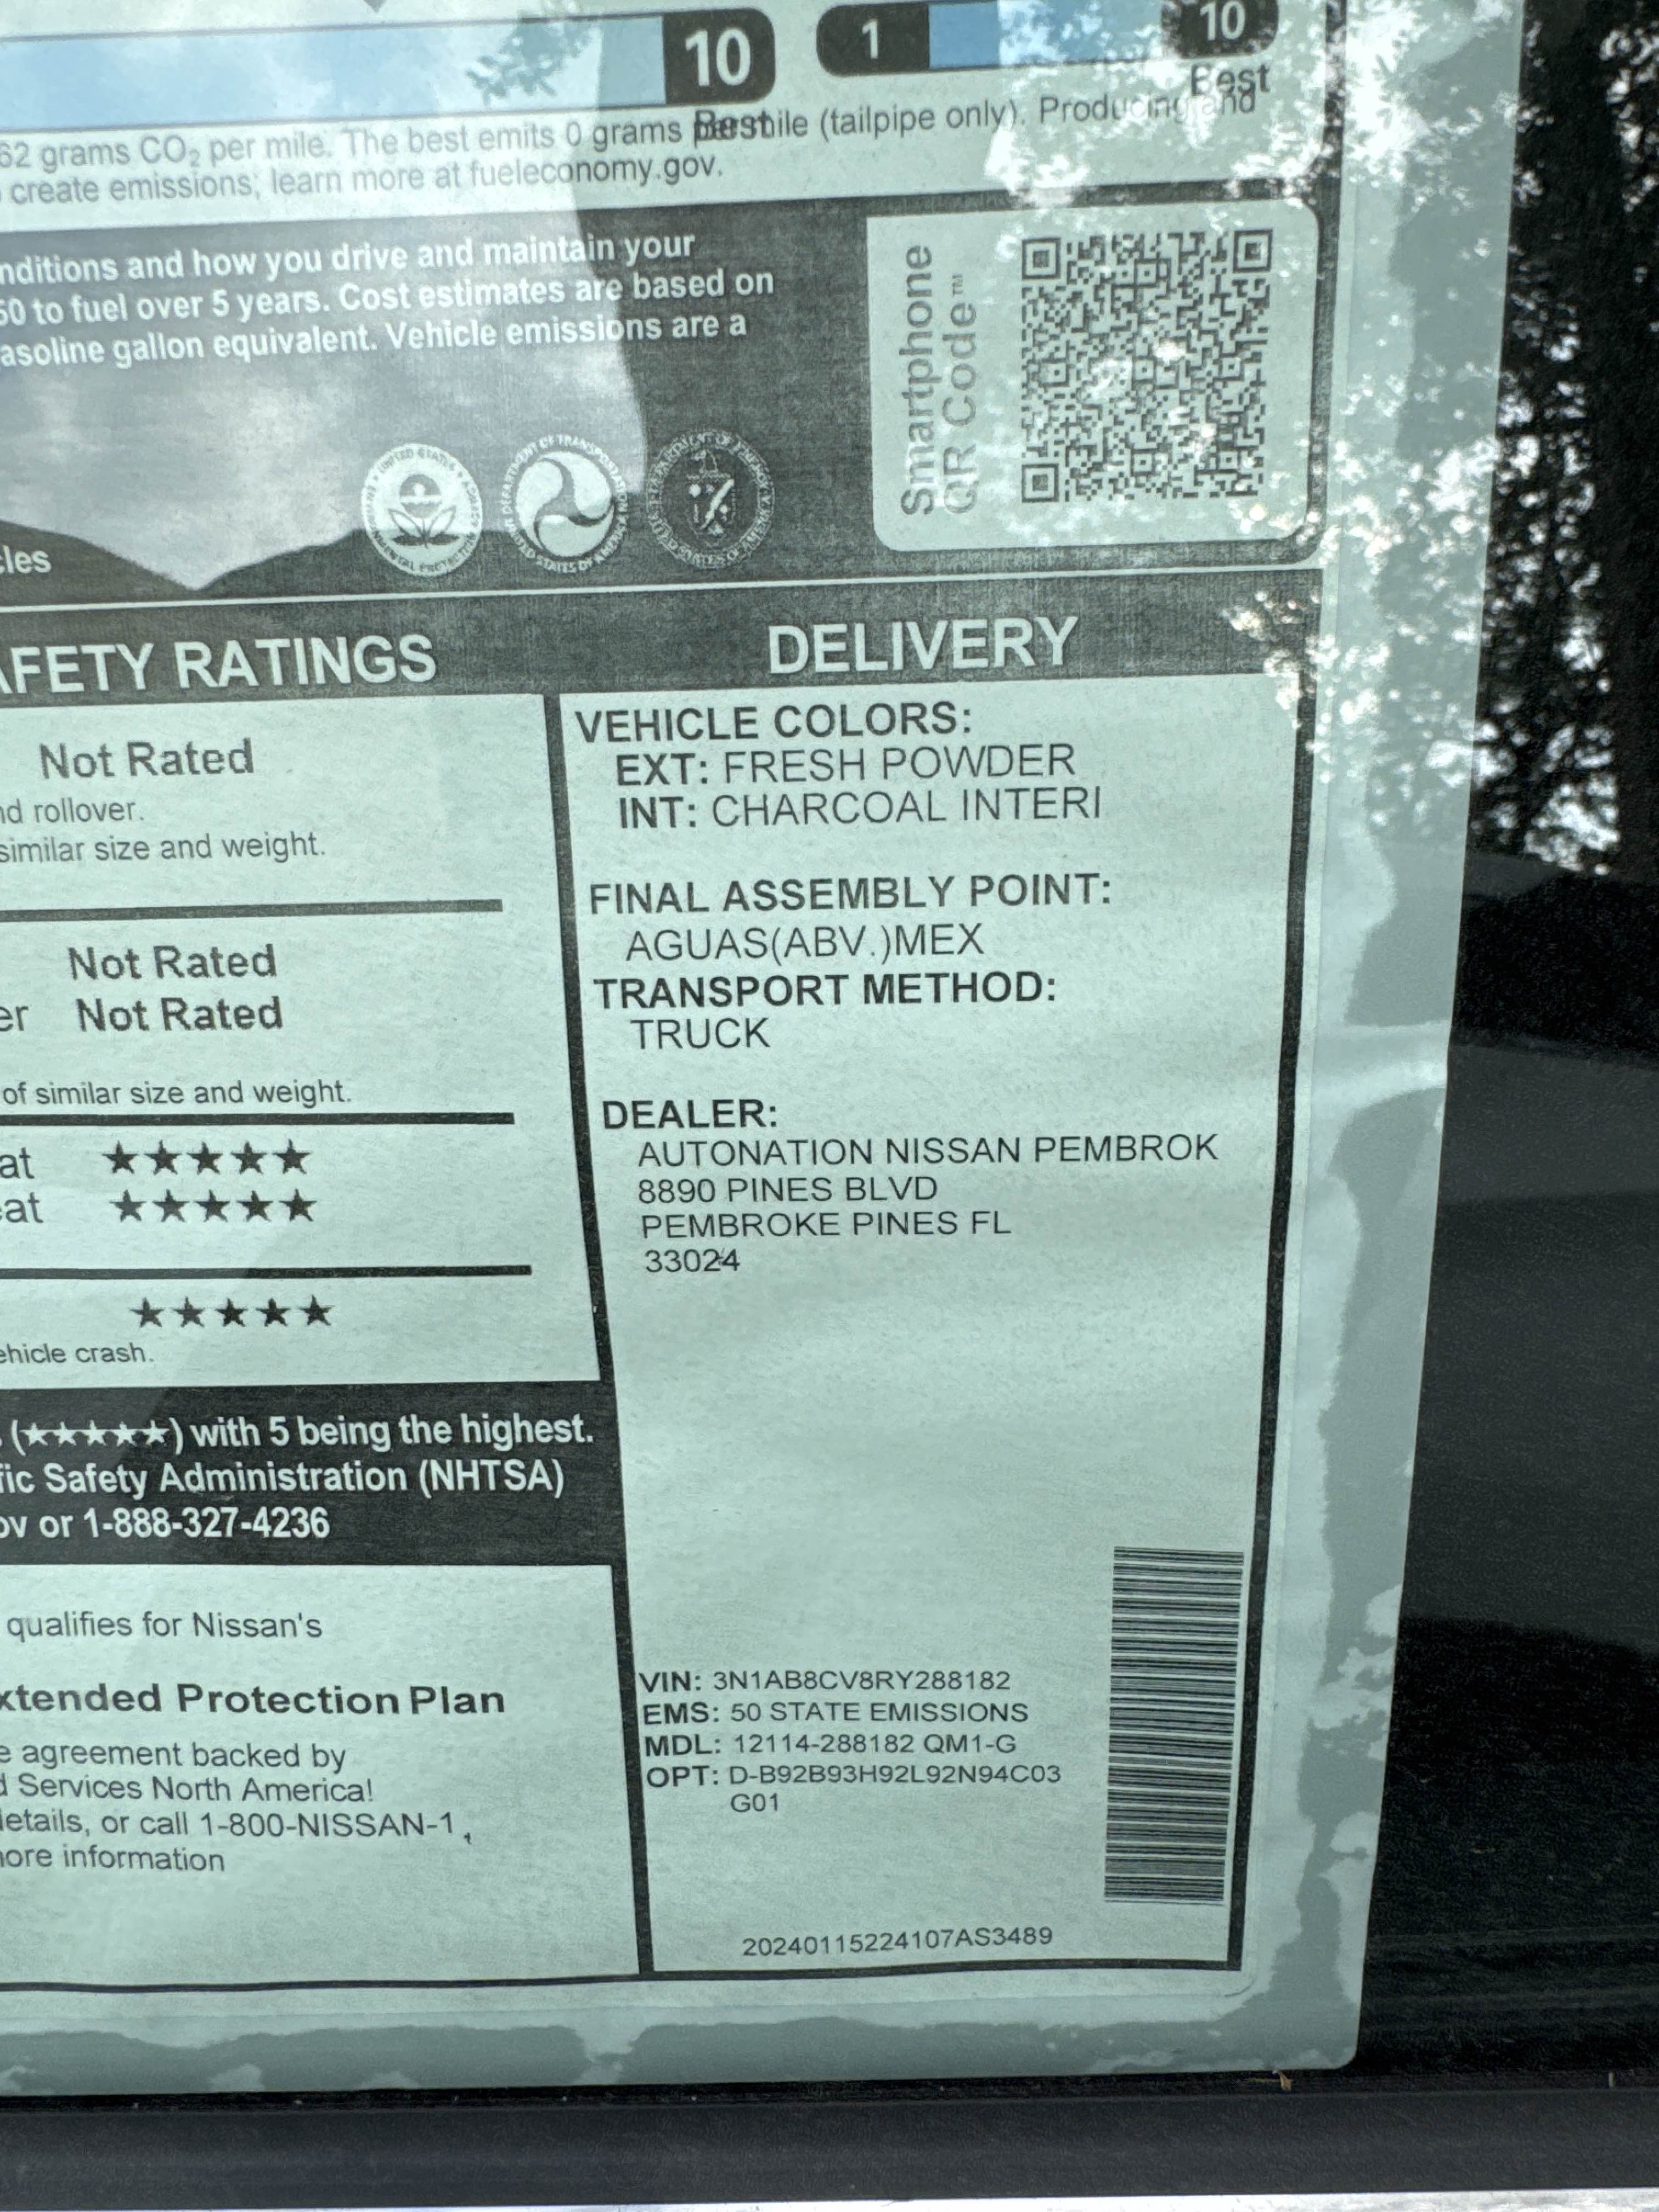 10
1
10
Best
Best
62 grams CO₂ per mile. The best emits 0 grams per mile (tailpipe only). Producing and
create emissions; learn more at fueleconomy.gov.
nditions and how you drive and maintain your
50 to fuel over 5 years. Cost estimates are based on
asoline gallon equivalent. Vehicle emissions are a
Smartphone
QR Code™
cles
AFETY RATINGS
Not Rated
nd rollover.
similar size and weight.
Not Rated
er Not Rated
of similar size and weight.
at ★★★★★
eat ★★★★★
★★★★★
ehicle crash.
(★★★★★) with 5 being the highest.
fic Safety Administration (NHTSA)
ov or 1-888-327-4236
qualifies for Nissan's
xtended Protection Plan
e agreement backed by
d Services North America!
details, or call 1-800-NISSAN-1,
more information
DELIVERY
VEHICLE COLORS:
EXT: FRESH POWDER
INT: CHARCOAL INTERI
FINAL ASSEMBLY POINT:
AGUAS(ABV.)MEX
TRANSPORT METHOD:
TRUCK
DEALER:
AUTONATION NISSAN PEMBROK
8890 PINES BLVD
PEMBROKE PINES FL
33024
VIN: 3N1AB8CV8RY288182
EMS: 50 STATE EMISSIONS
MDL: 12114-288182 QM1-G
OPT: D-B92B93H92L92N94C03
G01
20240115224107AS3489